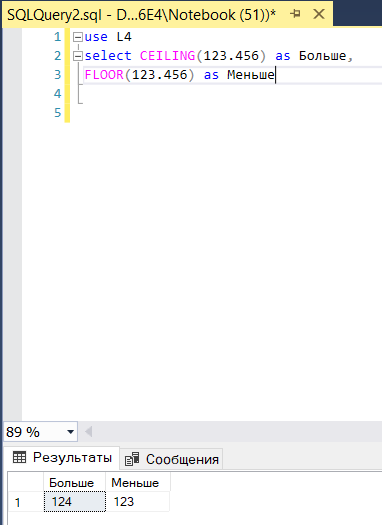 SQLQuery2.sql - D...6E4\Notebook (51))*
1 use L4
2 select CEILING(123.456) as Больше,
3 FLOOR(123.456) as Меньше
4
5
89 %
Результаты Сообщения
Больше Меньше
1 124 123